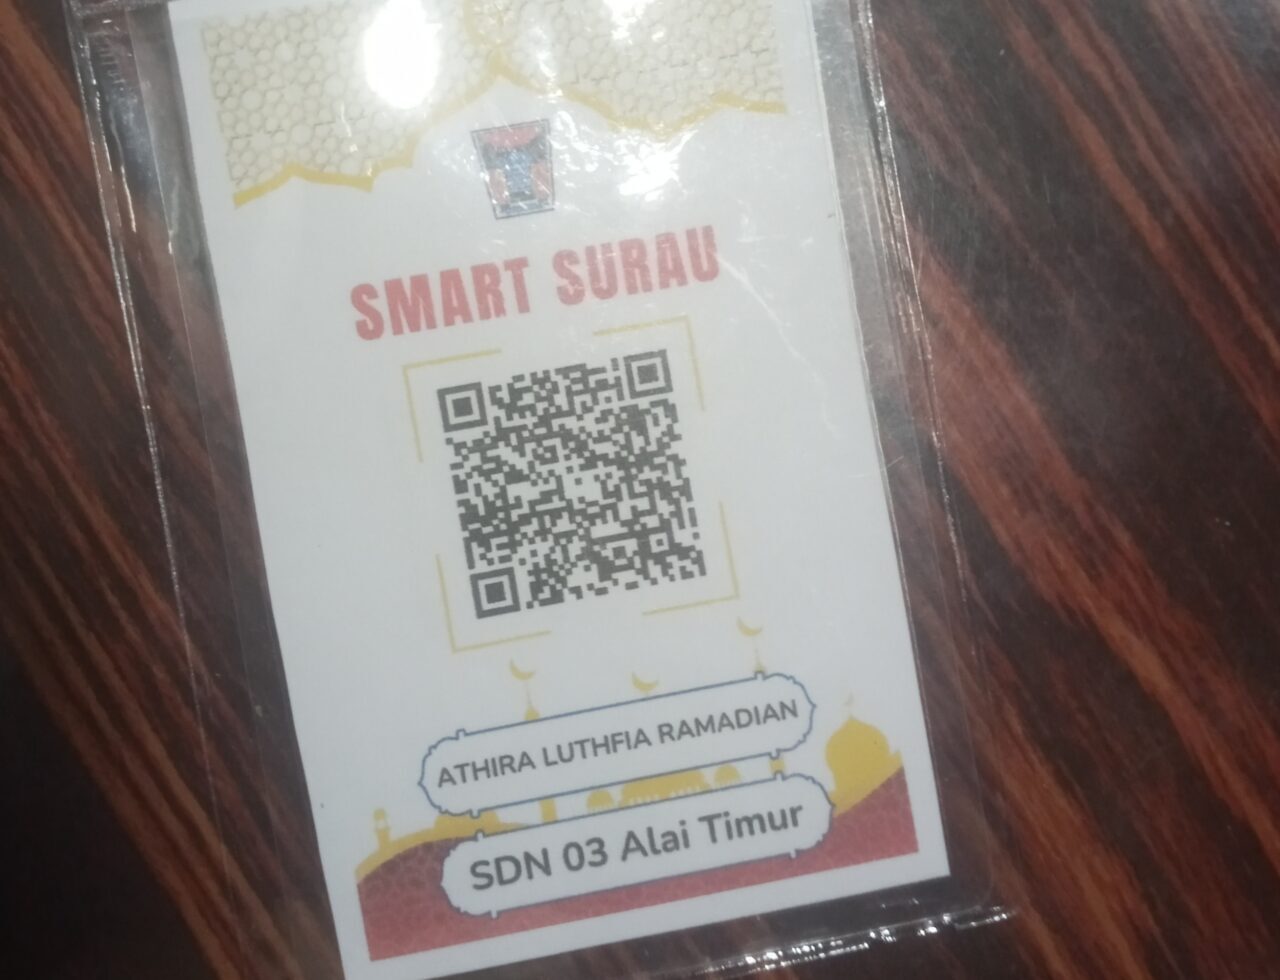 SMART SURAU
ATHIRA LUTHFIA RAMADIAN
SDN 03 Alai Timur